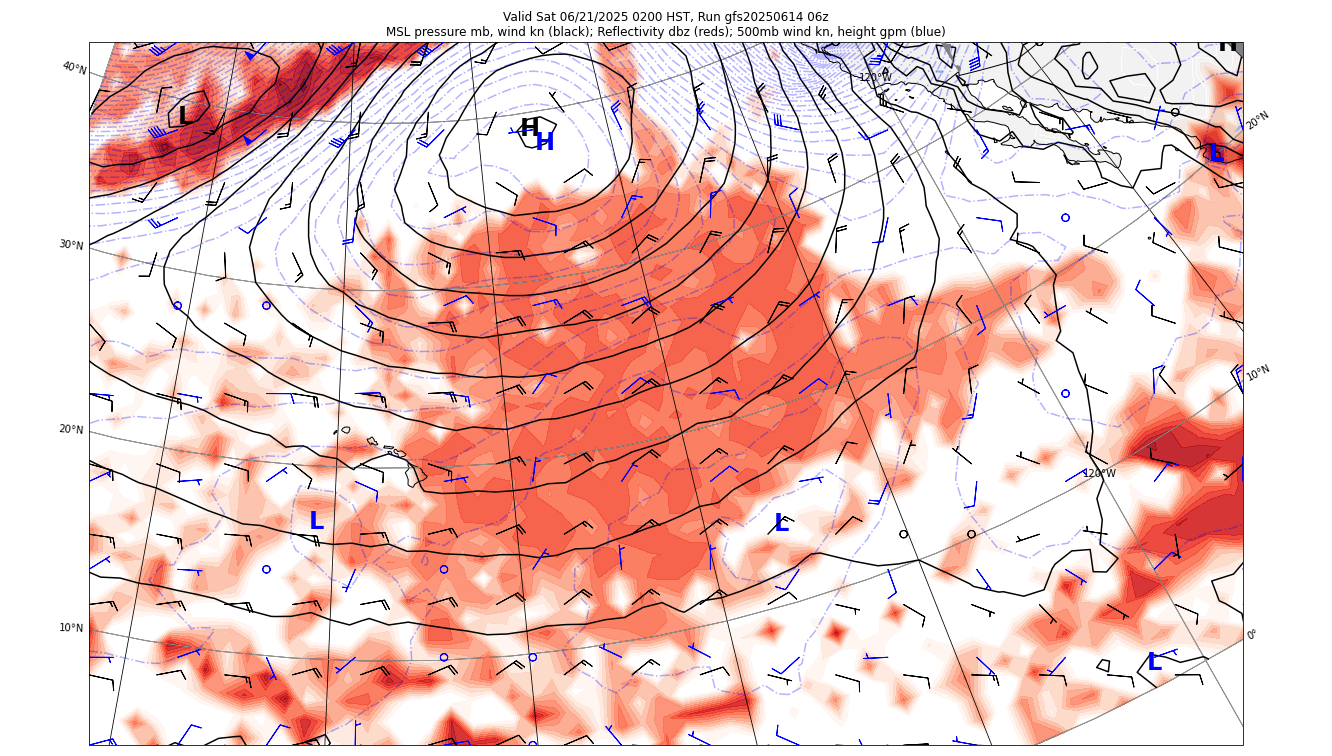 Valid Sat 06/21/2025 0200 HST, Run gfs20250614 06z
MSL pressure mb, wind kn (black); Reflectivity dbz (reds); 500mb wind kn, height gpm (blue)
H
40°N
120°W
L
H
H
20°N
L
30°N
10°N
20°N
120°W
L
L
10°N
0°
L